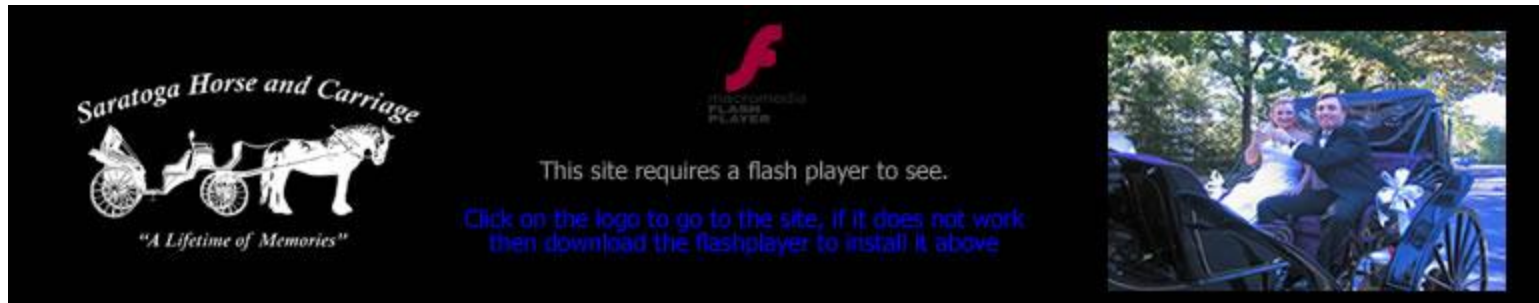 Saratoga Horse and Carriage
"A Lifetime of Memories"
macromedia
FLASH
PLAYER
This site requires a flash player to see.
Click on the logo to go to the site, if it does not work
then download the flashplayer to install it above